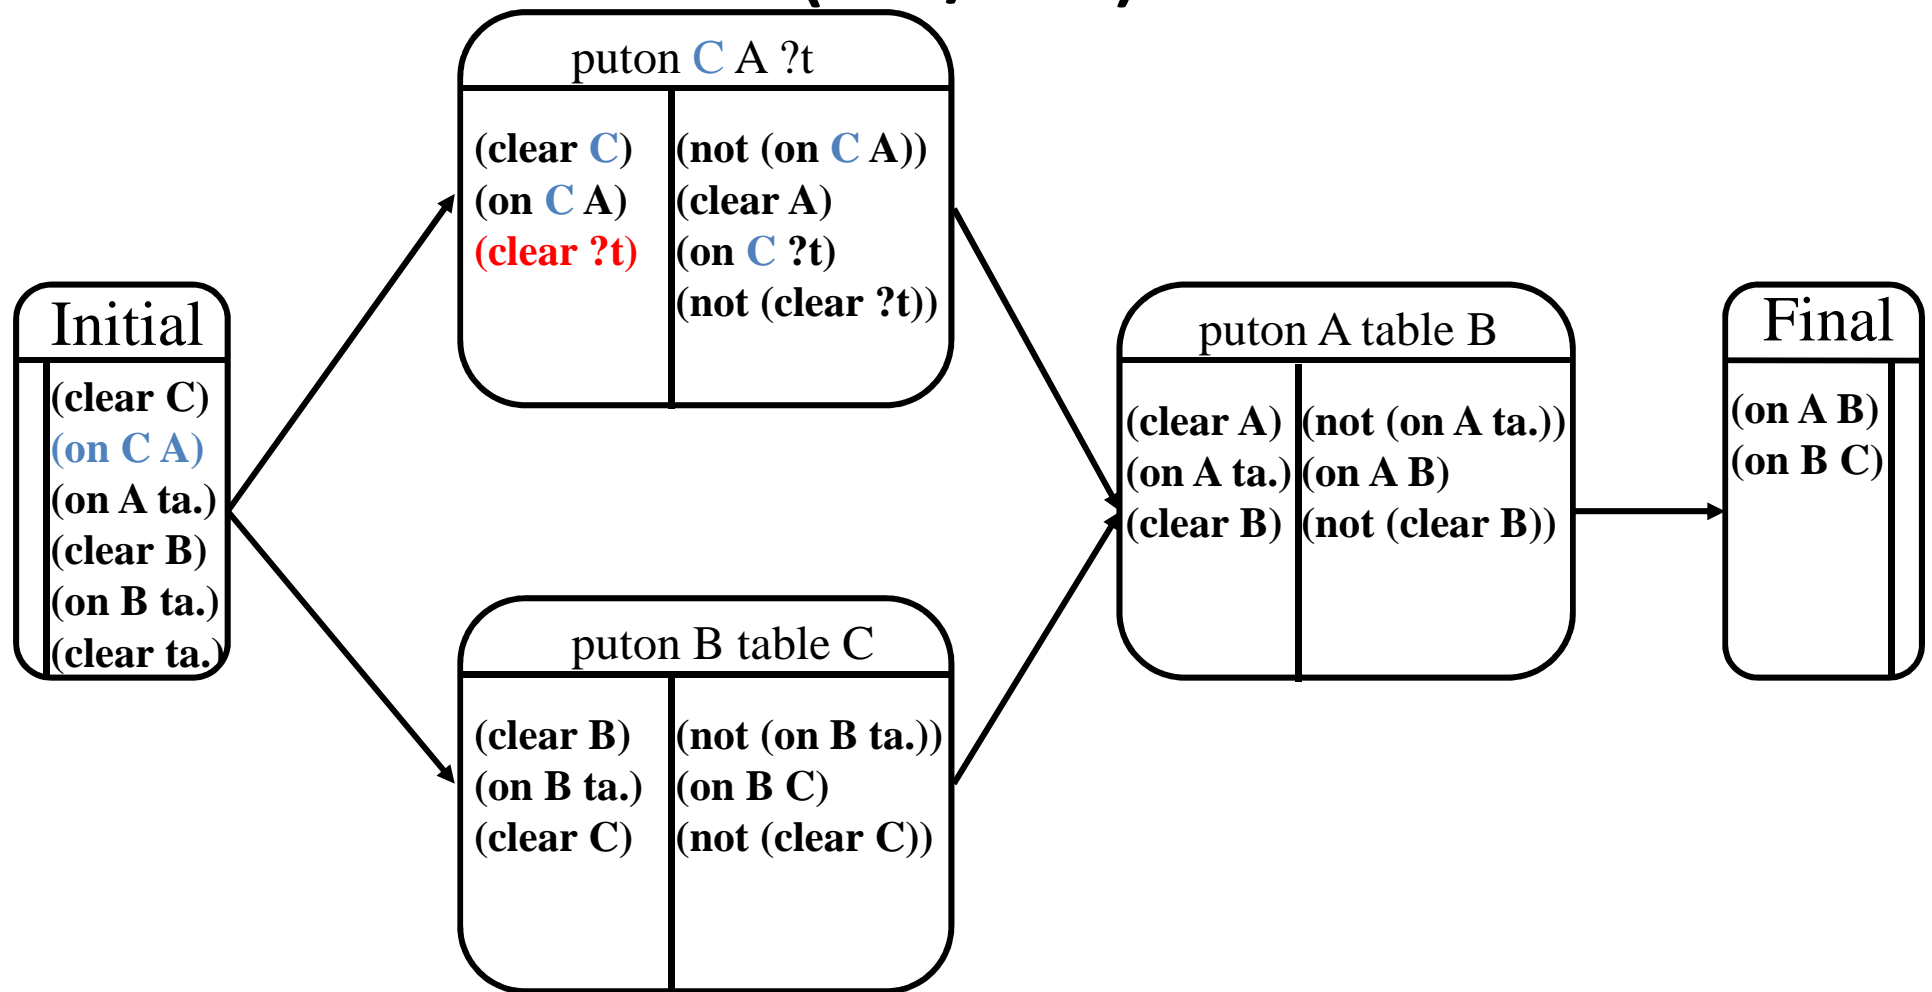 puton C A ?t
(clear C)
(on C A)
(clear ?t)
(not (on C A))
(clear A)
(on C ?t)
(not (clear ?t))
Initial
(clear C)
(on C A)
(on A ta.)
(clear B)
(on B ta.)
(clear ta.)
puton B table C
(clear B)
(on B ta.)
(clear C)
(not (on B ta.))
(on B C)
(not (clear C))
puton A table B
(clear A)
(on A ta.)
(clear B)
(not (on A ta.))
(on A B)
(not (clear B))
Final
(on A B)
(on B C)